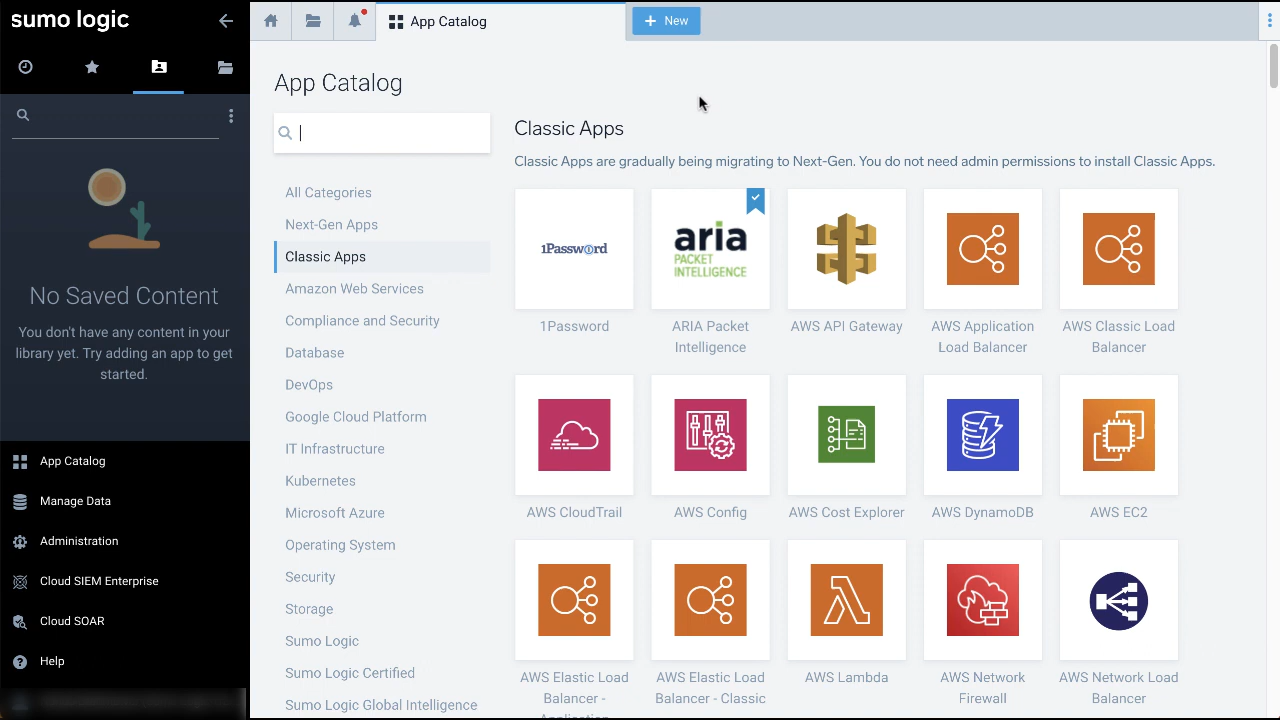 sumo logic
App Catalog
+ New
No Saved Content
You don't have any content in your
library yet. Try adding an app to get
started.
App Catalog
Manage Data
Administration
Cloud SIEM Enterprise
Cloud SOAR
Help
App Catalog
All Categories
Next-Gen Apps
Classic Apps
Amazon Web Services
Compliance and Security
Database
DevOps
Google Cloud Platform
IT Infrastructure
Kubernetes
Microsoft Azure
Operating System
Security
Storage
Sumo Logic
Sumo Logic Certified
Sumo Logic Global Intelligence
Classic Apps
Classic Apps are gradually being migrating to Next-Gen. You do not need admin permissions to install Classic Apps.
1Password
aria
PACKET
INTELLIGENCE
1Password
ARIA Packet
Intelligence
AWS API Gateway
AWS Application
Load Balancer
AWS Classic Load
Balancer
AWS CloudTrail
AWS Config
AWS Cost Explorer
AWS DynamoDB
AWS EC2
AWS Elastic Load
Balancer -
Application
AWS Elastic Load
Balancer - Classic
AWS Lambda
AWS Network
Firewall
AWS Network Load
Balancer